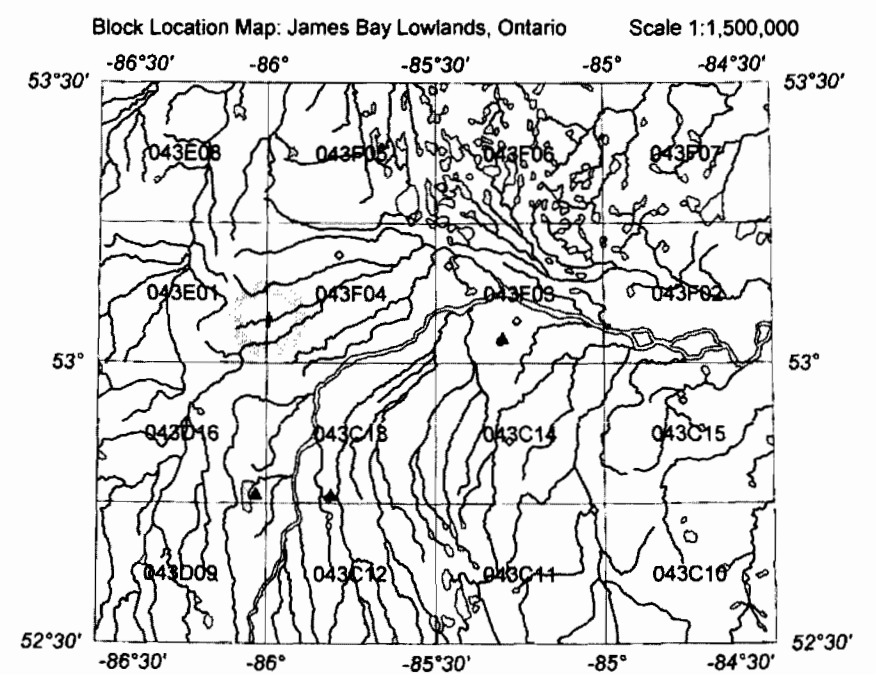 Block Location Map: James Bay Lowlands, Ontario Scale 1:1,500,000
-86°30' -86° -85°30' -85° -84°30'
53°30' 53°30'
043E08 043F05 043F06 043F07
043E01 043F04 043F03 043F02
53° 53°
043D16 043C13 043C14 043C15
043D09 043C12 043C11 043C10
52°30' 52°30'
-86°30' -86° -85°30' -85° -84°30'